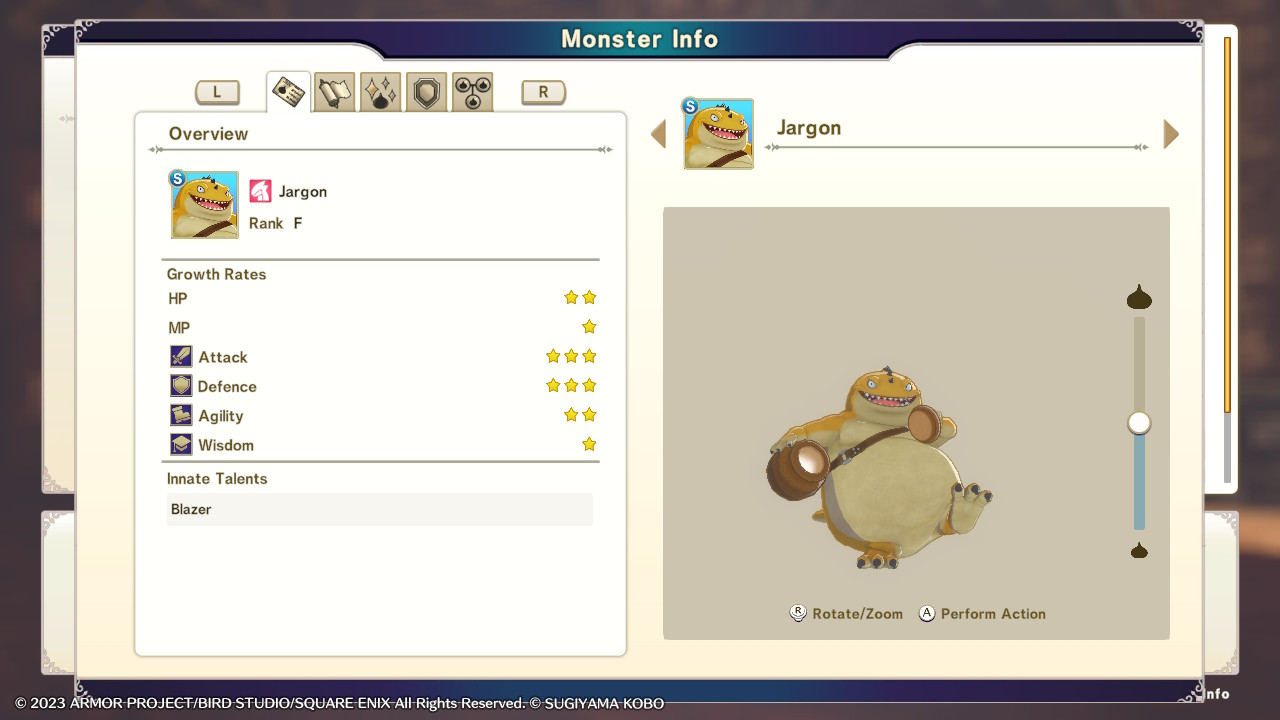 Monster Info
L
R
Overview
S
Jargon
Rank F
Growth Rates
HP
MP
Attack
Defence
Agility
Wisdom
Innate Talents
Blazer
S
Jargon
R Rotate/Zoom A Perform Action
Info
© 2023 ARMOR PROJECT/BIRD STUDIO/SQUARE ENIX All Rights Reserved. © SUGIYAMA KOBO